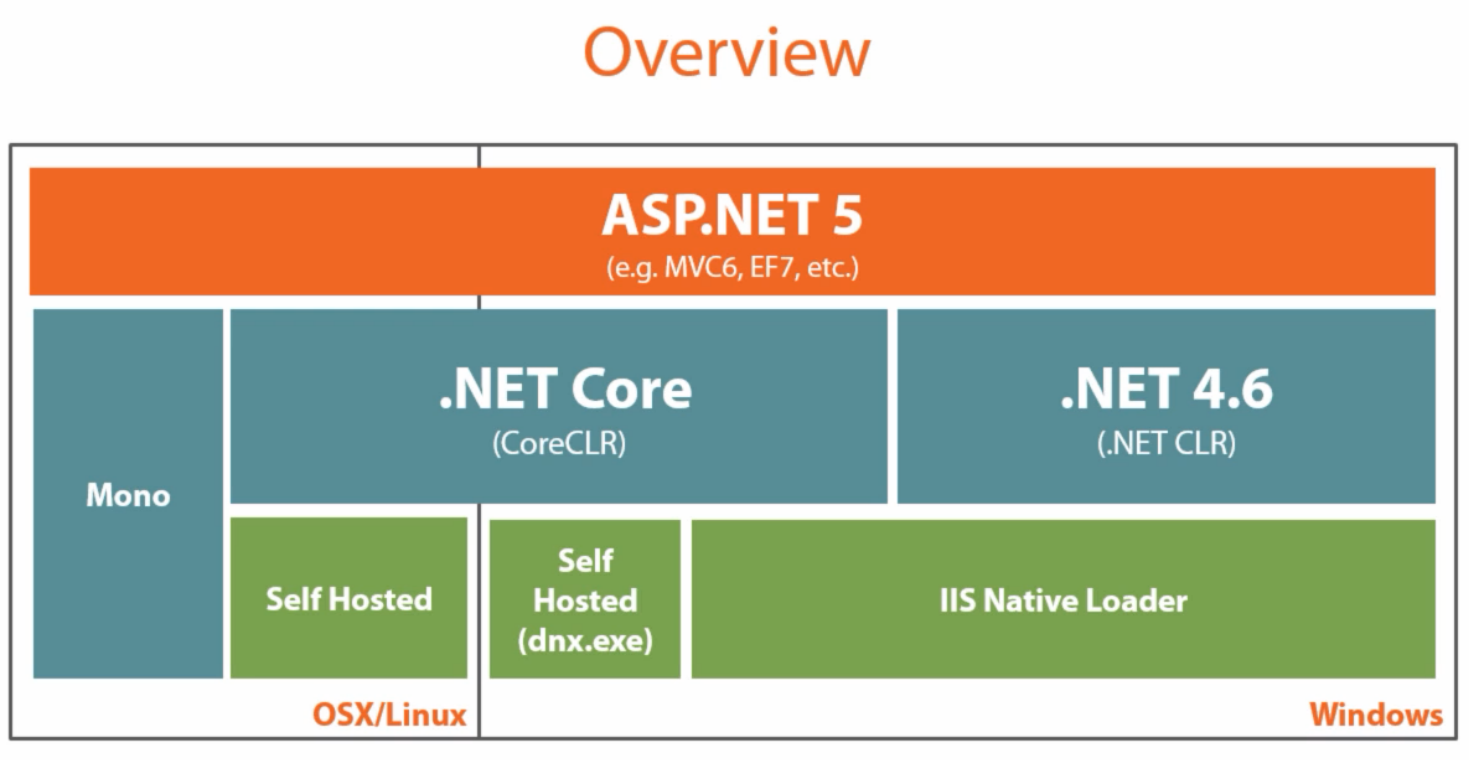 Overview
ASP.NET 5
(e.g. MVC6, EF7, etc.)
.NET Core
(CoreCLR)
.NET 4.6
(.NET CLR)
Mono
Self Hosted
Self
Hosted
(dnx.exe)
IIS Native Loader
OSX/Linux
Windows